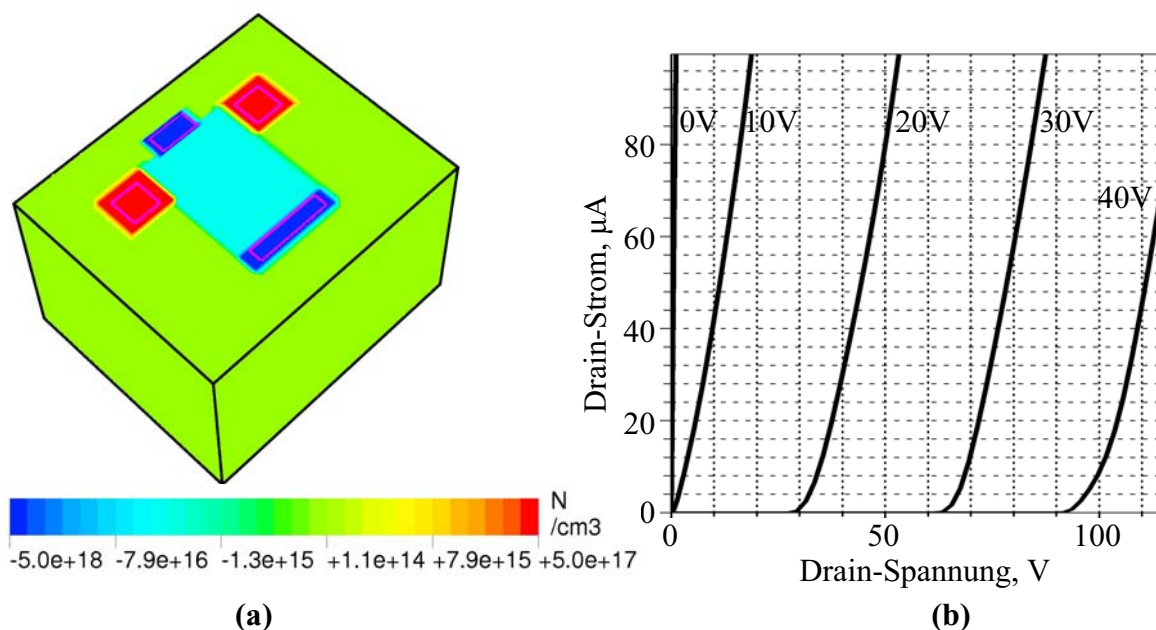 N
/cm3
-5.0e+18 -7.9e+16 -1.3e+15 +1.1e+14 +7.9e+15 +5.0e+17
(a)
0V 10V 20V 30V
40V
80
60
40
20
0
0 50 100
Drain-Strom, µA
Drain-Spannung, V
(b)